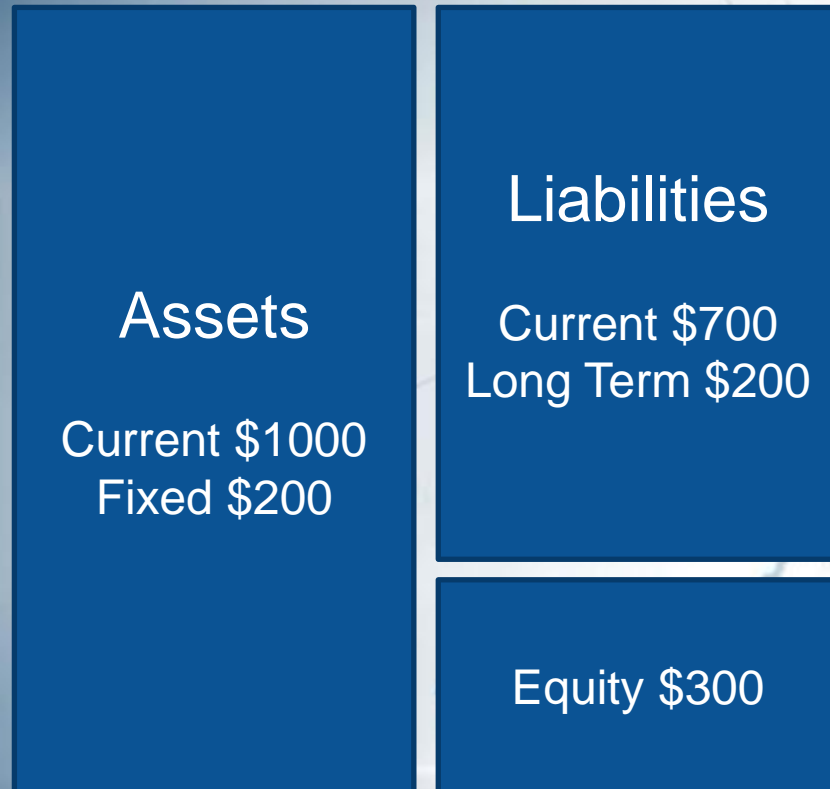 Assets
Current $1000
Fixed $200
Liabilities
Current $700
Long Term $200
Equity $300